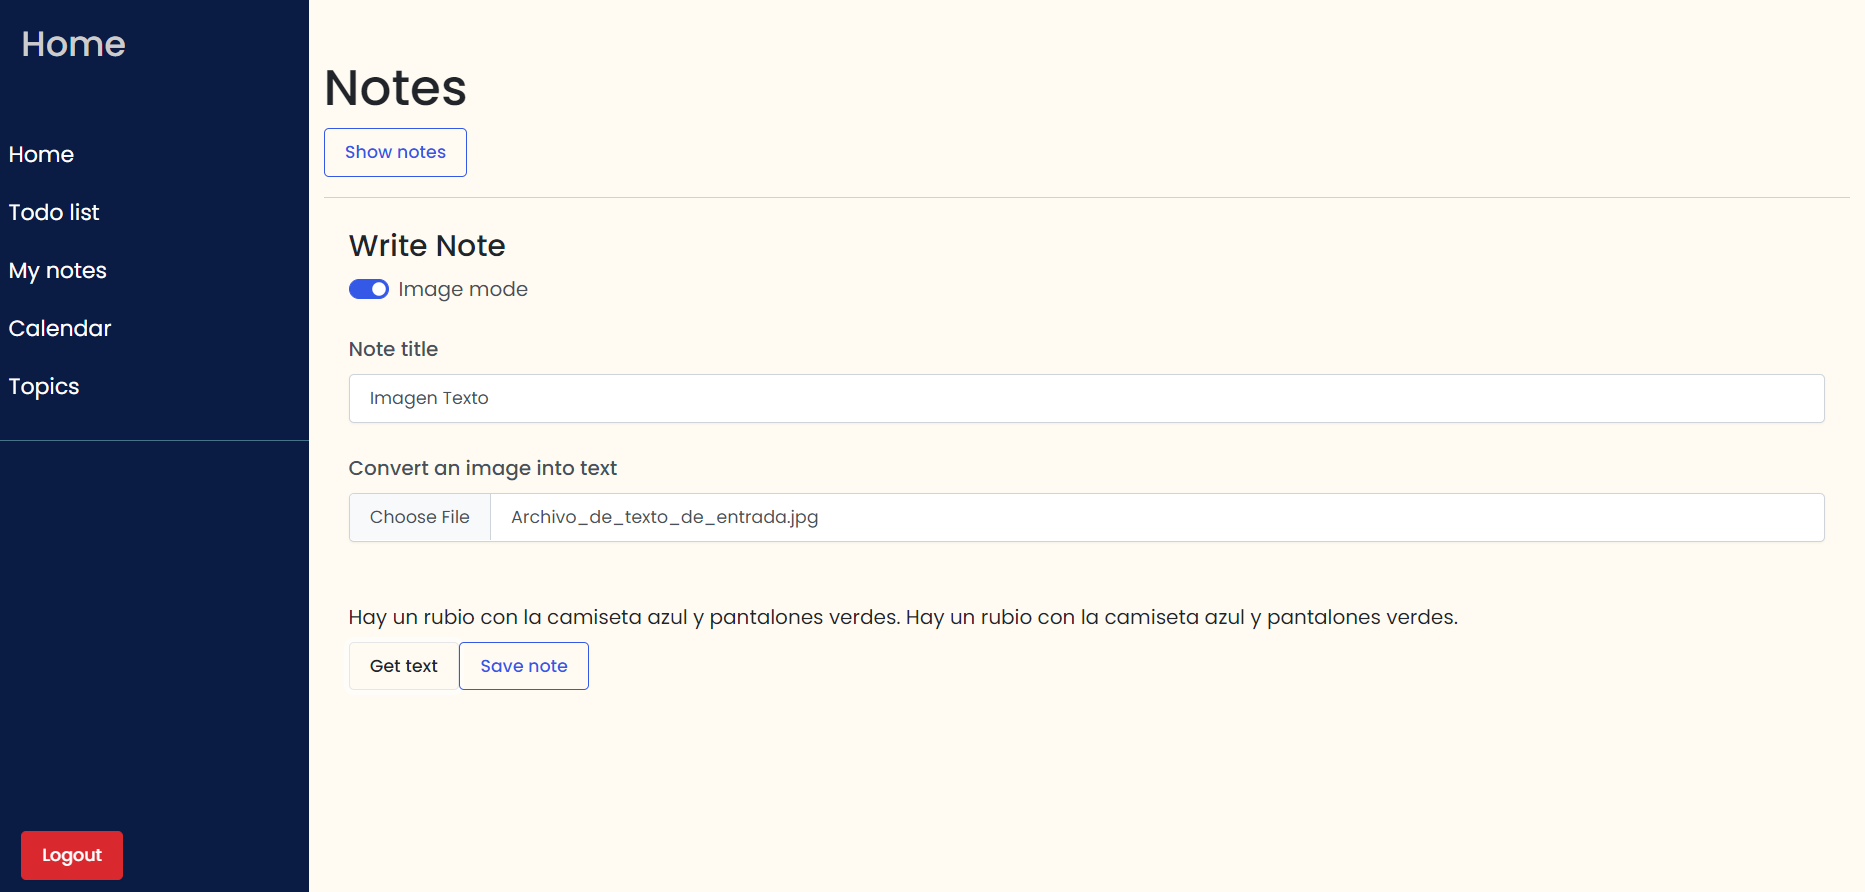 Home
Home
Todo list
My notes
Calendar
Topics
Logout
Notes
Show notes
Write Note
Image mode
Note title
Imagen Texto
Convert an image into text
Choose File Archivo_de_texto_de_entrada.jpg
Hay un rubio con la camiseta azul y pantalones verdes. Hay un rubio con la camiseta azul y pantalones verdes.
Get text Save note